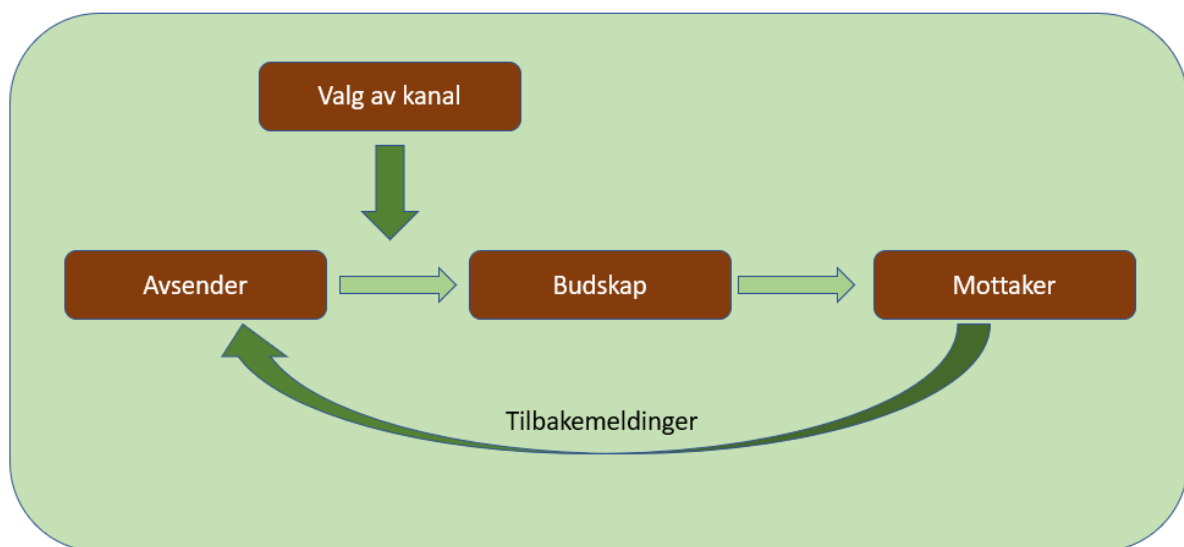 Valg av kanal
Avsender
Budskap
Mottaker
Tilbakemeldinger